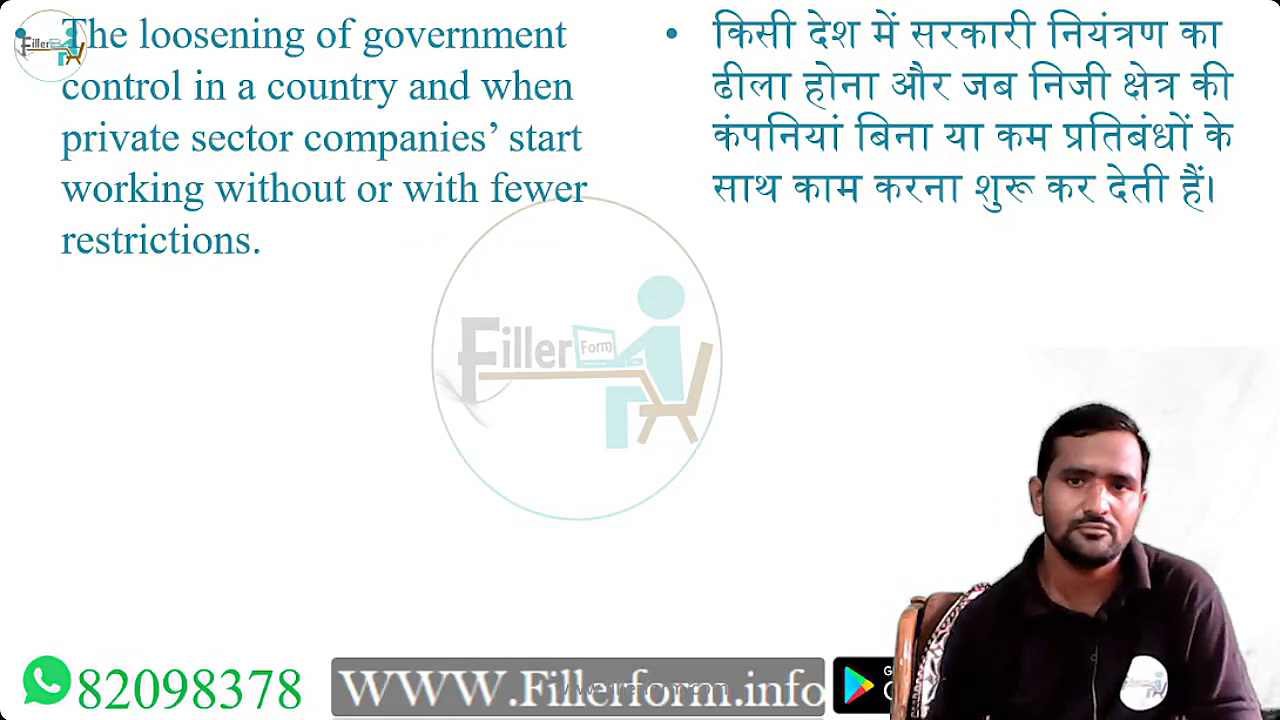 The loosening of government
control in a country and when
private sector companies’ start
working without or with fewer
restrictions.
किसी देश में सरकारी नियंत्रण का
ढीला होना और जब निजी क्षेत्र की
कंपनियां बिना या कम प्रतिबंधों के
साथ काम करना शुरू कर देती हैं।
Filler
Filler Form
82098378
WWW.Fillerform.info